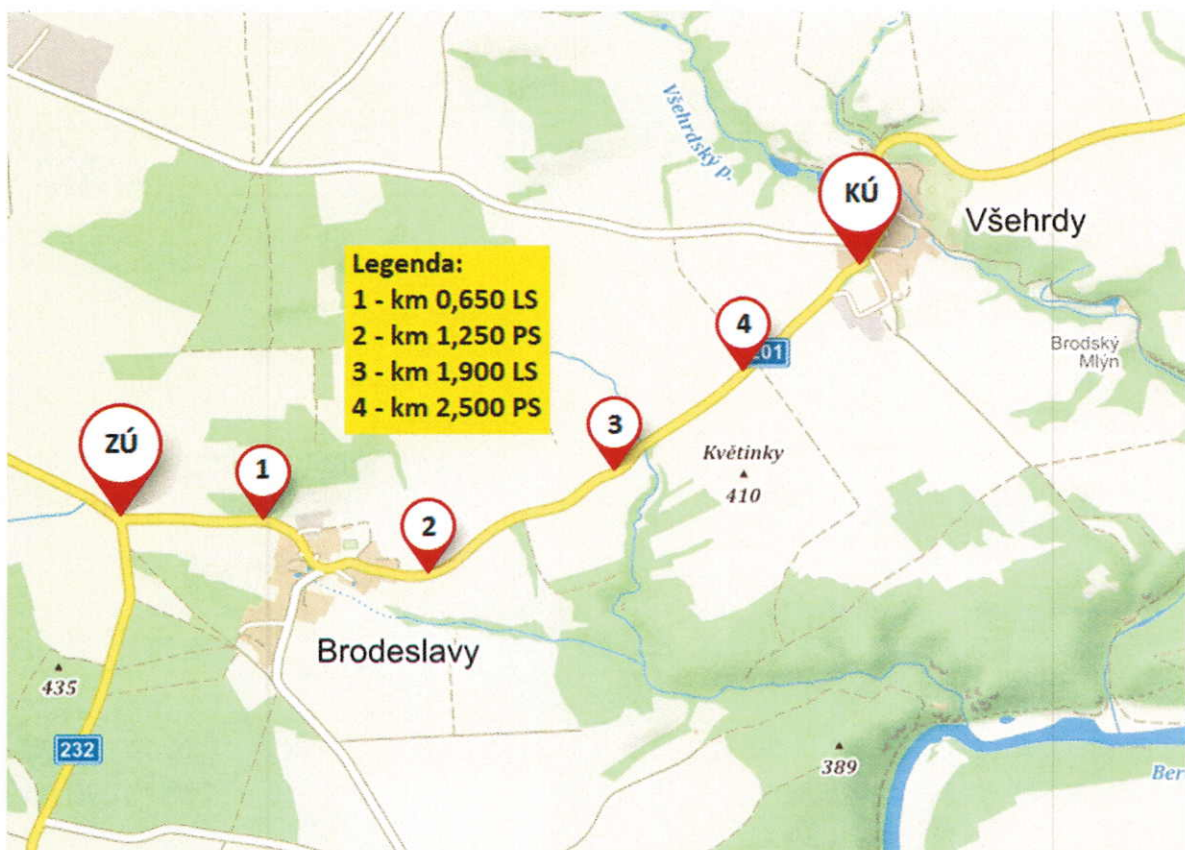 Všehrdský p.
KÚ
Všehrdy
Legenda:
1 - km 0,650 LS
2 - km 1,250 PS
3 - km 1,900 LS
4 - km 2,500 PS
4
201
Brodský
Mlýn
ZÚ
1
3
Květinky
410
2
Brodeslavy
435
232
389
Ber